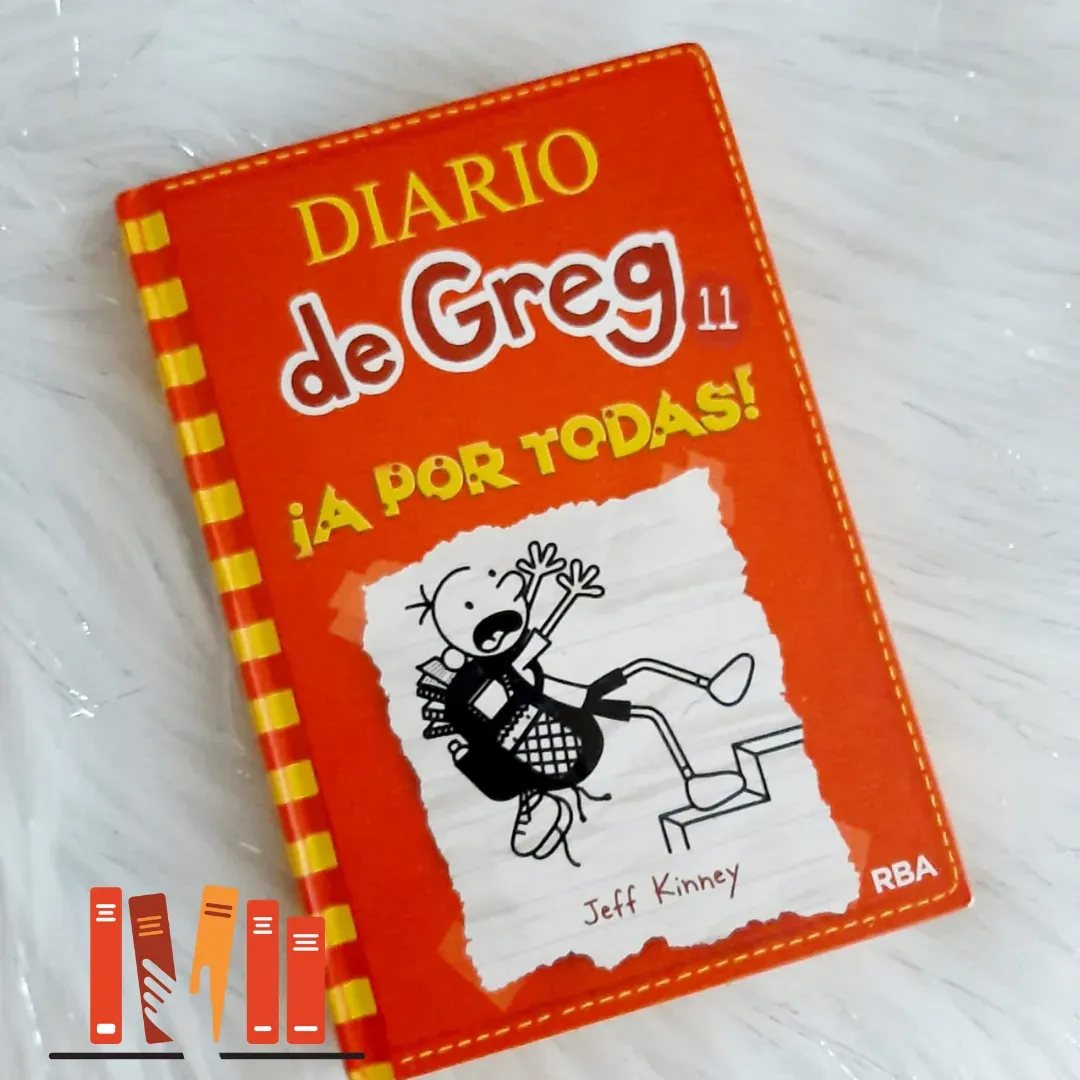 DIARIO
de Greg 11
¡A POR TODAS!
Jeff Kinney
RBA